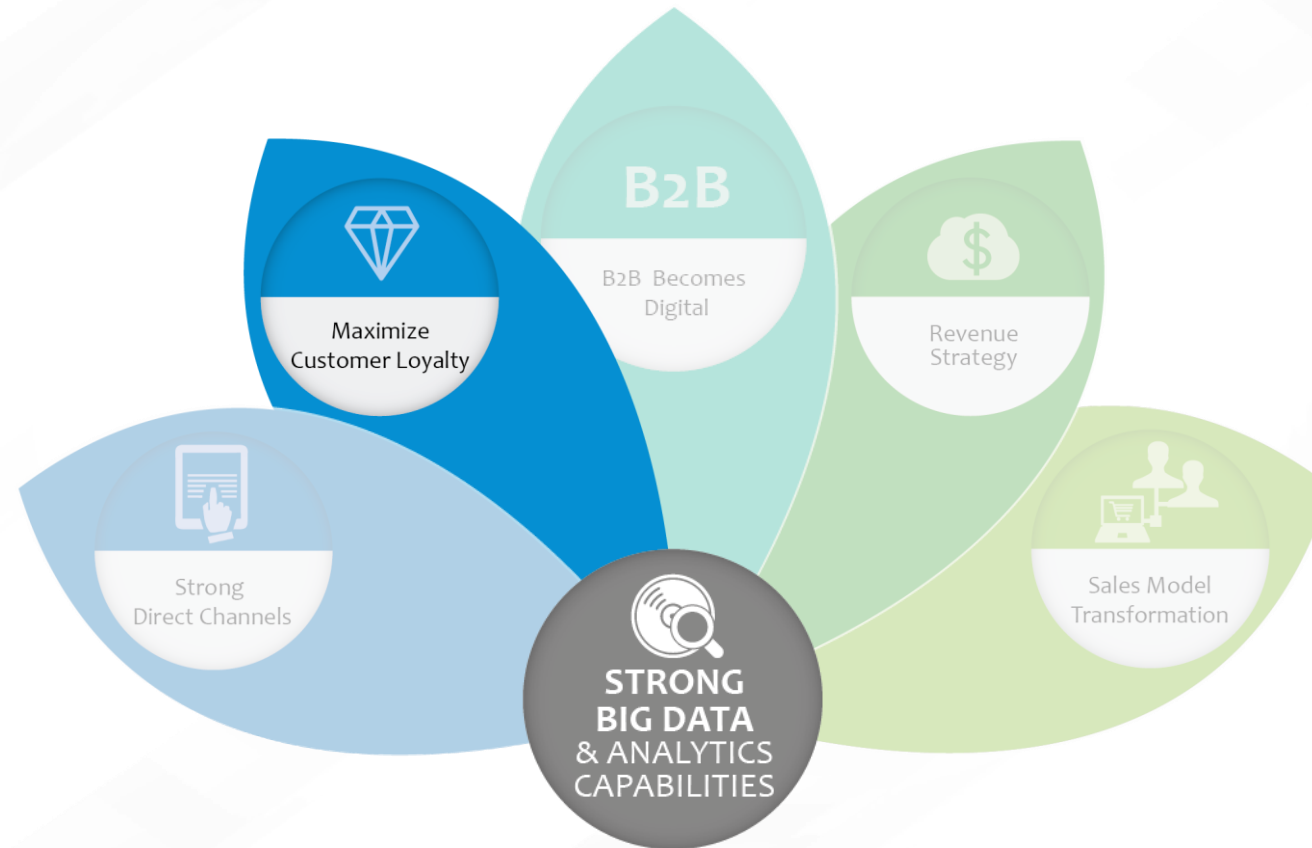 B2B
B2B Becomes
Digital
Maximize
Customer Loyalty
$
Revenue
Strategy
Strong
Direct Channels
Sales Model
Transformation
STRONG
BIG DATA
& ANALYTICS
CAPABILITIES